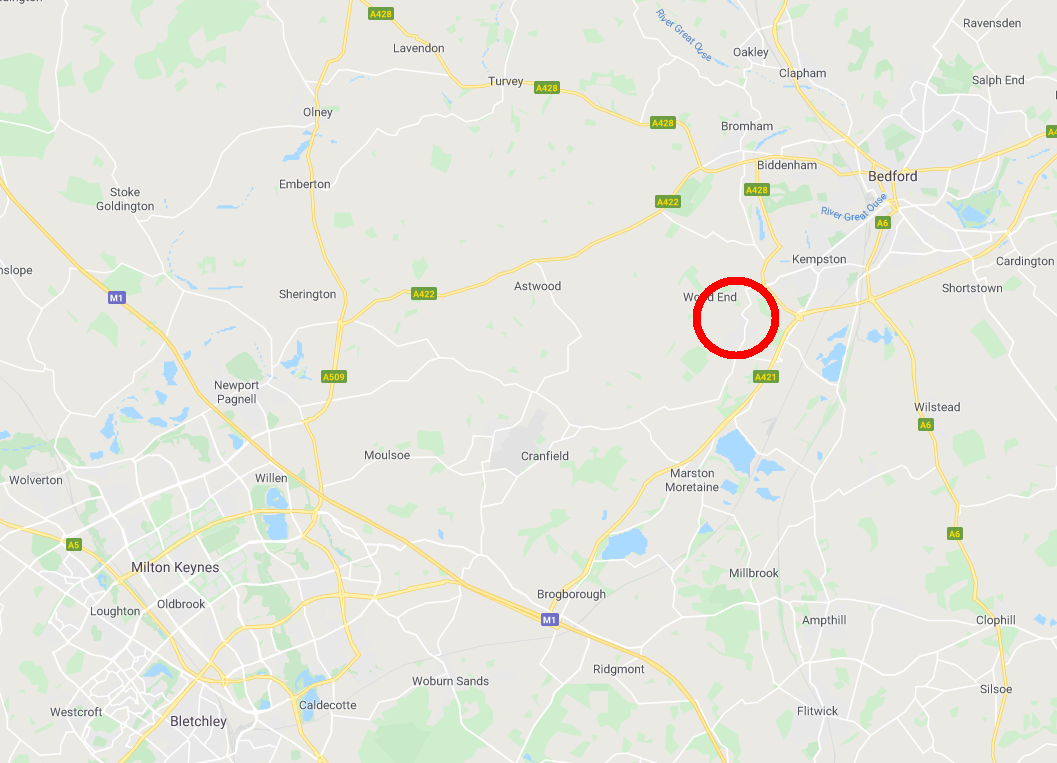 A428
Ravensden
Lavendon
Oakley
River Great Ouse
Clapham
Turvey
A428
Salph End
Olney
A428
Bromham
Biddenham
Bedford
Emberton
A428
Stoke
Goldington
A422
River Great Ouse
A6
Kempston
Cardington
Astwood
Shortstown
Sherington
A422
M1
A509
A421
Newport
Pagnell
Wilstead
A6
Moulsoe
Cranfield
Marston
Moretaine
Wolverton
Willen
A5
A6
Milton Keynes
Millbrook
Brogborough
Loughton
Oldbrook
M1
Ampthill
Clophill
Ridgmont
Woburn Sands
Silsoe
Caldecotte
Westcroft
Flitwick
Bletchley